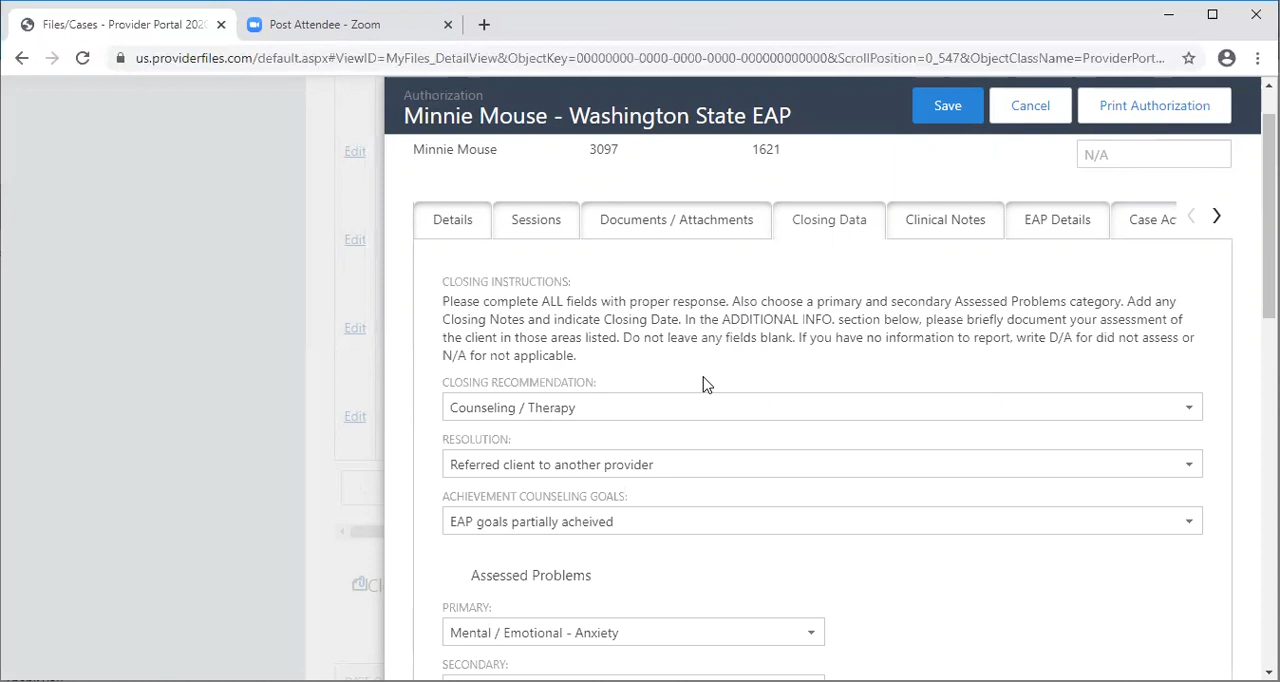 Files/Cases - Provider Portal 202
Post Attendee - Zoom
us.providerfiles.com/default.aspx#ViewID=MyFiles_DetailView&ObjectKey=00000000-0000-0000-0000-000000000000&ScrollPosition=0_547&ObjectClassName=ProviderPort...
Authorization
Minnie Mouse - Washington State EAP
Save
Cancel
Print Authorization
Edit
Minnie Mouse
3097
1621
N/A
Details
Sessions
Documents / Attachments
Closing Data
Clinical Notes
EAP Details
Case Ac
Edit
CLOSING INSTRUCTIONS:
Please complete ALL fields with proper response. Also choose a primary and secondary Assessed Problems category. Add any
Closing Notes and indicate Closing Date. In the ADDITIONAL INFO. section below, please briefly document your assessment of
the client in those areas listed. Do not leave any fields blank. If you have no information to report, write D/A for did not assess or
N/A for not applicable.
Edit
CLOSING RECOMMENDATION:
Counseling / Therapy
Edit
RESOLUTION:
Referred client to another provider
ACHIEVEMENT COUNSELING GOALS:
EAP goals partially acheived
Assessed Problems
PRIMARY:
Mental / Emotional - Anxiety
SECONDARY: